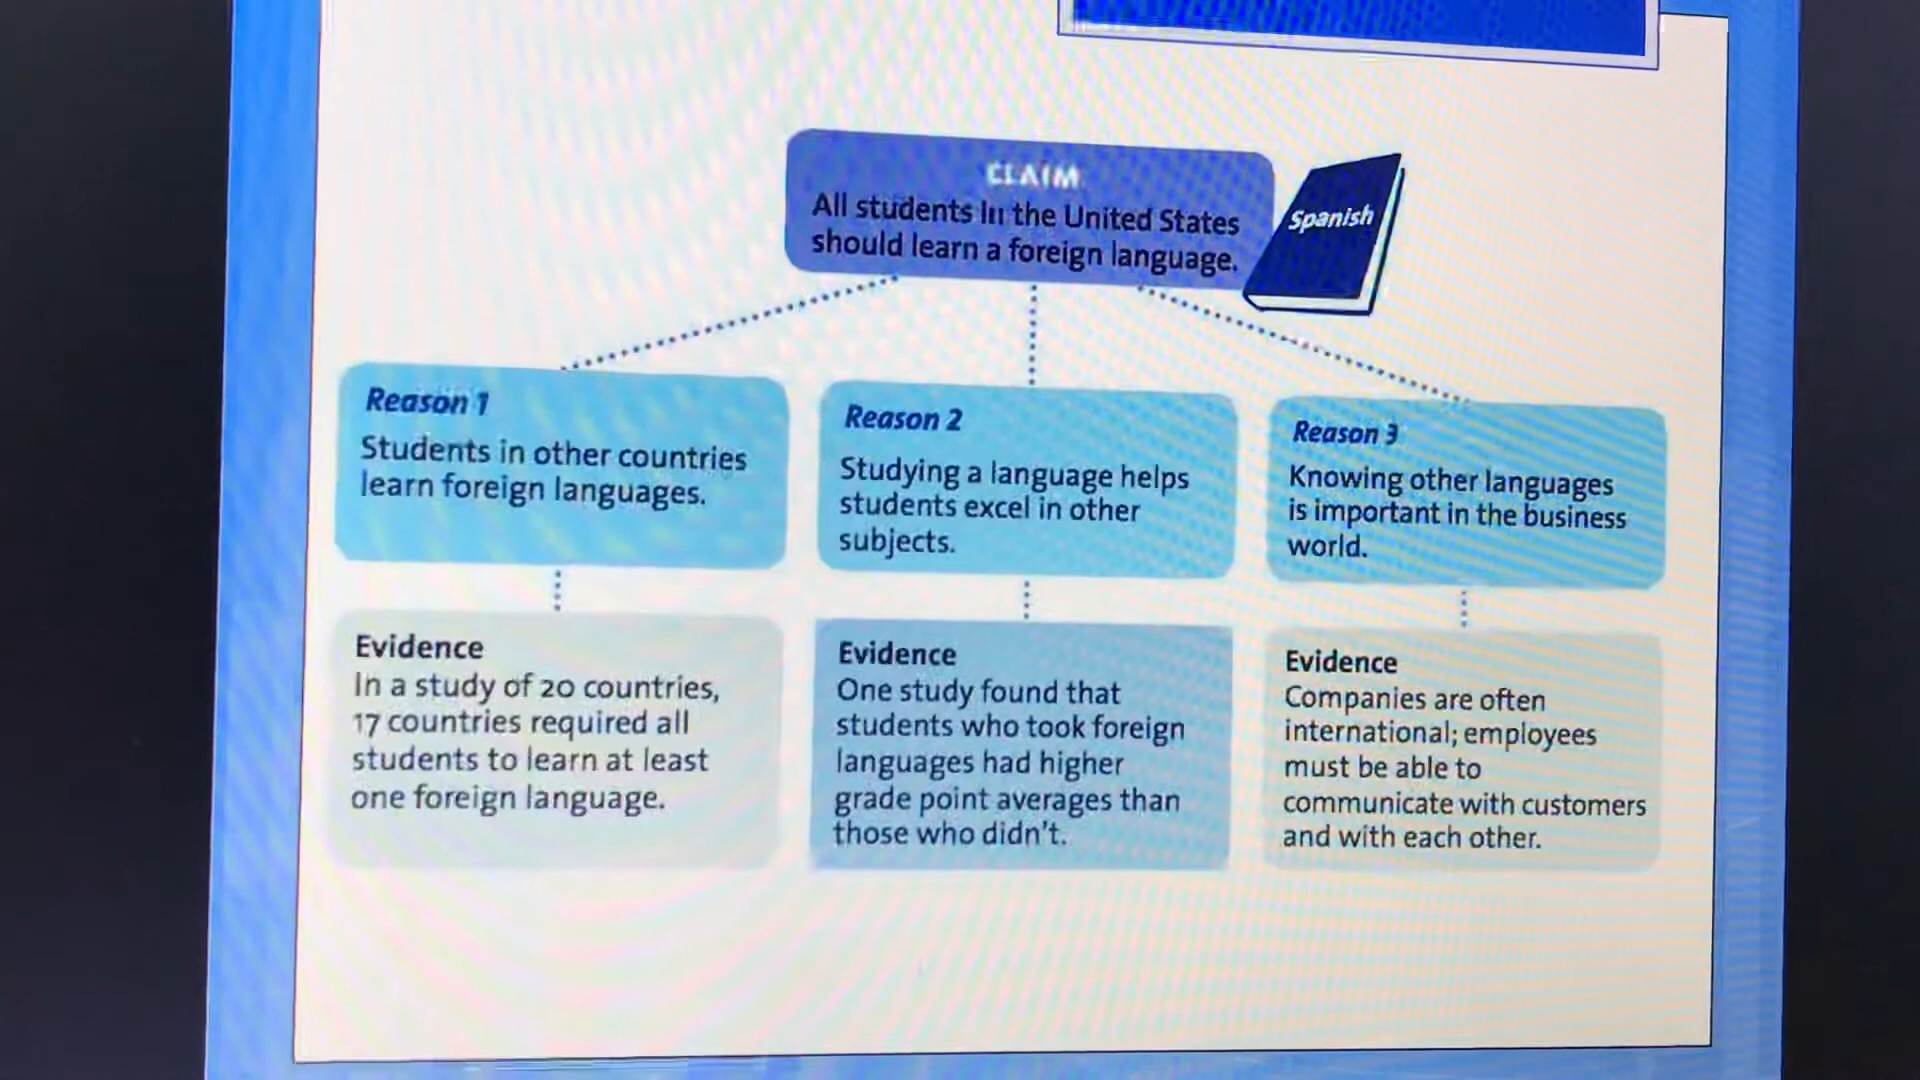 CLAIM
All students in the United States
should learn a foreign language.
Spanish
Reason 1
Students in other countries
learn foreign languages.
Reason 2
Studying a language helps
students excel in other
subjects.
Reason 3
Knowing other languages
is important in the business
world.
Evidence
In a study of 20 countries,
17 countries required all
students to learn at least
one foreign language.
Evidence
One study found that
students who took foreign
languages had higher
grade point averages than
those who didn't.
Evidence
Companies are often
international; employees
must be able to
communicate with customers
and with each other.